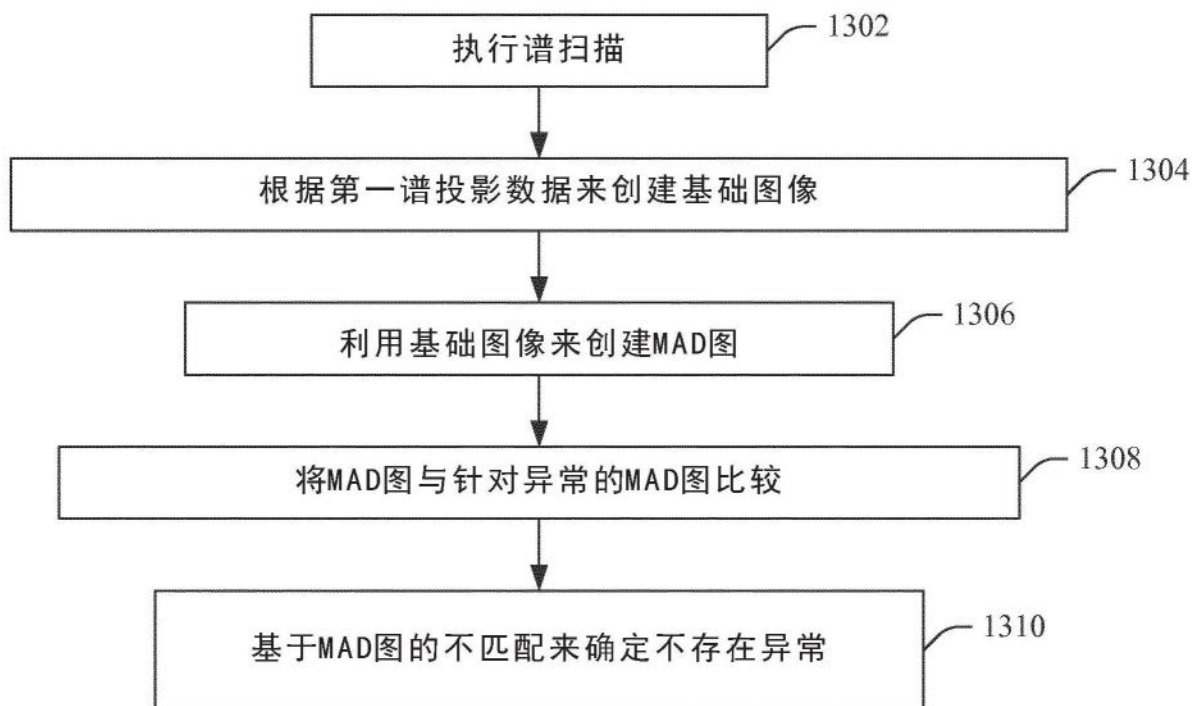 执行谱扫描
1302
根据第一谱投影数据来创建基础图像
1304
利用基础图像来创建MAD图
1306
将MAD图与针对异常的MAD图比较
1308
基于MAD图的不匹配来确定不存在异常
1310